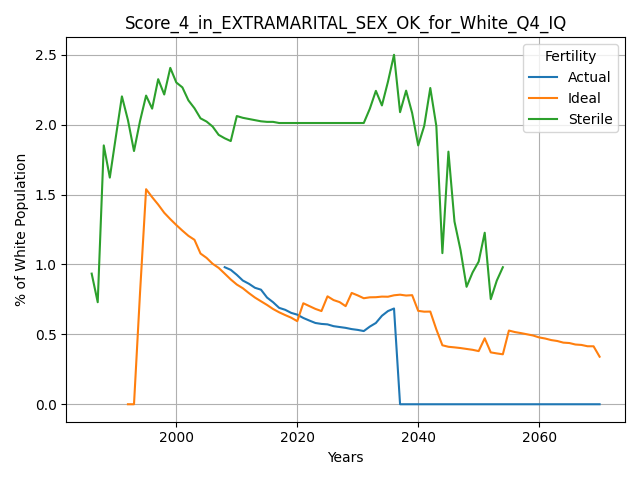 Score_4_in_EXTRAMARITAL_SEX_OK_for_White_Q4_IQ
Fertility
Actual
Ideal
Sterile
% of White Population
2.5
2.0
1.5
1.0
0.5
0.0
2000 2020 2040 2060
Years